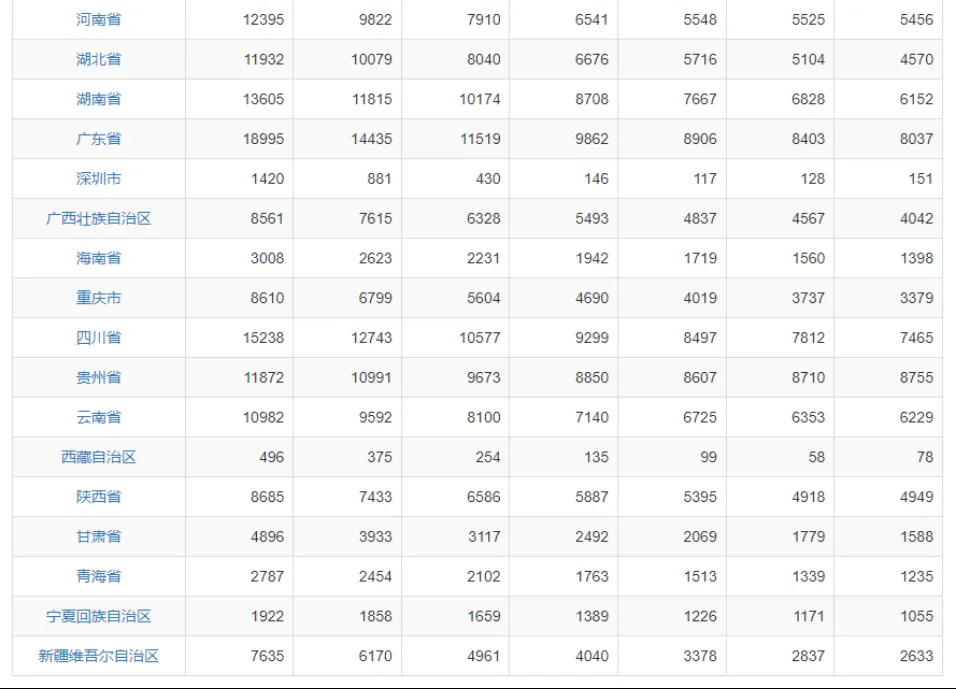 河南省 12395 9822 7910 6541 5548 5525 5456
湖北省 11932 10079 8040 6676 5716 5104 4570
湖南省 13605 11815 10174 8708 7667 6828 6152
广东省 18995 14435 11519 9862 8906 8403 8037
深圳市 1420 881 430 146 117 128 151
广西壮族自治区 8561 7615 6328 5493 4837 4567 4042
海南省 3008 2623 2231 1942 1719 1560 1398
重庆市 8610 6799 5604 4690 4019 3737 3379
四川省 15238 12743 10577 9299 8497 7812 7465
贵州省 11872 10991 9673 8850 8607 8710 8755
云南省 10982 9592 8100 7140 6725 6353 6229
西藏自治区 496 375 254 135 99 58 78
陕西省 8685 7433 6586 5887 5395 4918 4949
甘肃省 4896 3933 3117 2492 2069 1779 1588
青海省 2787 2454 2102 1763 1513 1339 1235
宁夏回族自治区 1922 1858 1659 1389 1226 1171 1055
新疆维吾尔自治区 7635 6170 4961 4040 3378 2837 2633